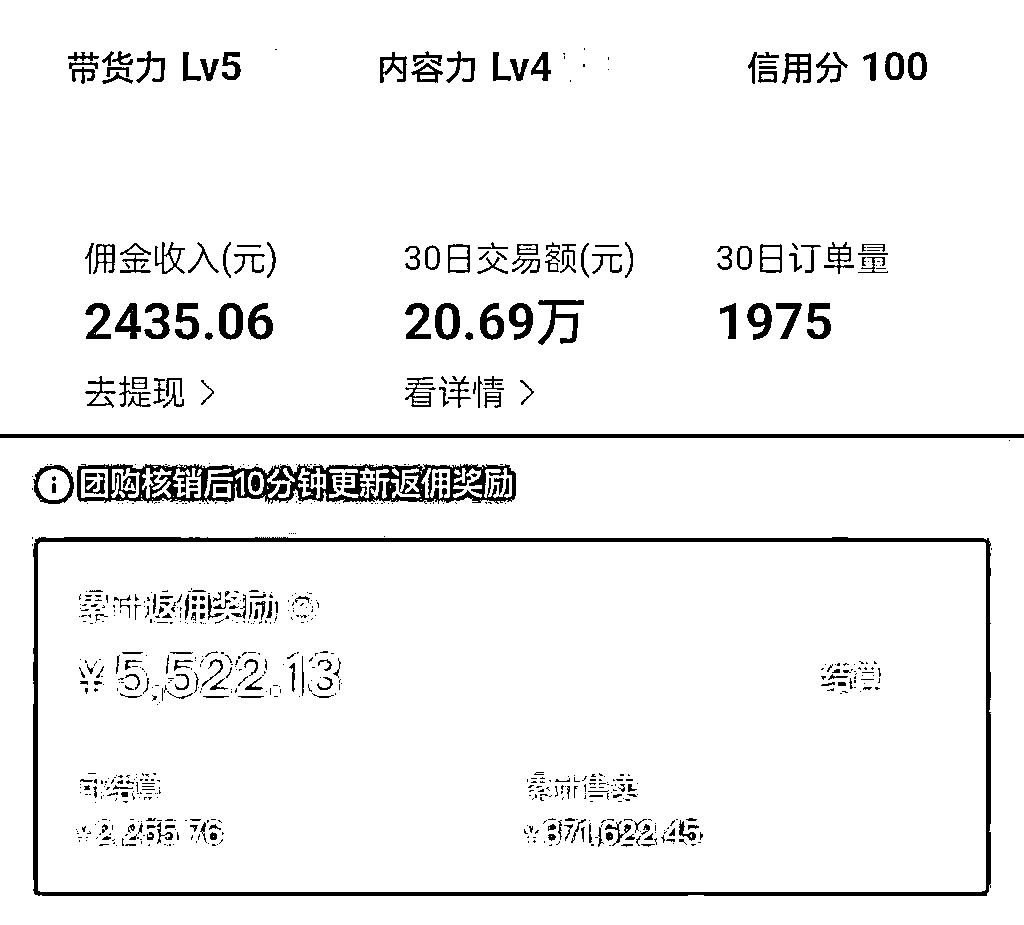 带货力 Lv5 内容力 Lv4 信用分 100
佣金收入(元) 30日交易额(元) 30日订单量
2435.06 20.69万 1975
去提现 > 看详情 >
团购核销后10分钟更新返佣奖励
累计返佣奖励
¥5,522.13 结算
可结算 累计售卖
¥2,255.76 ¥371,622.45